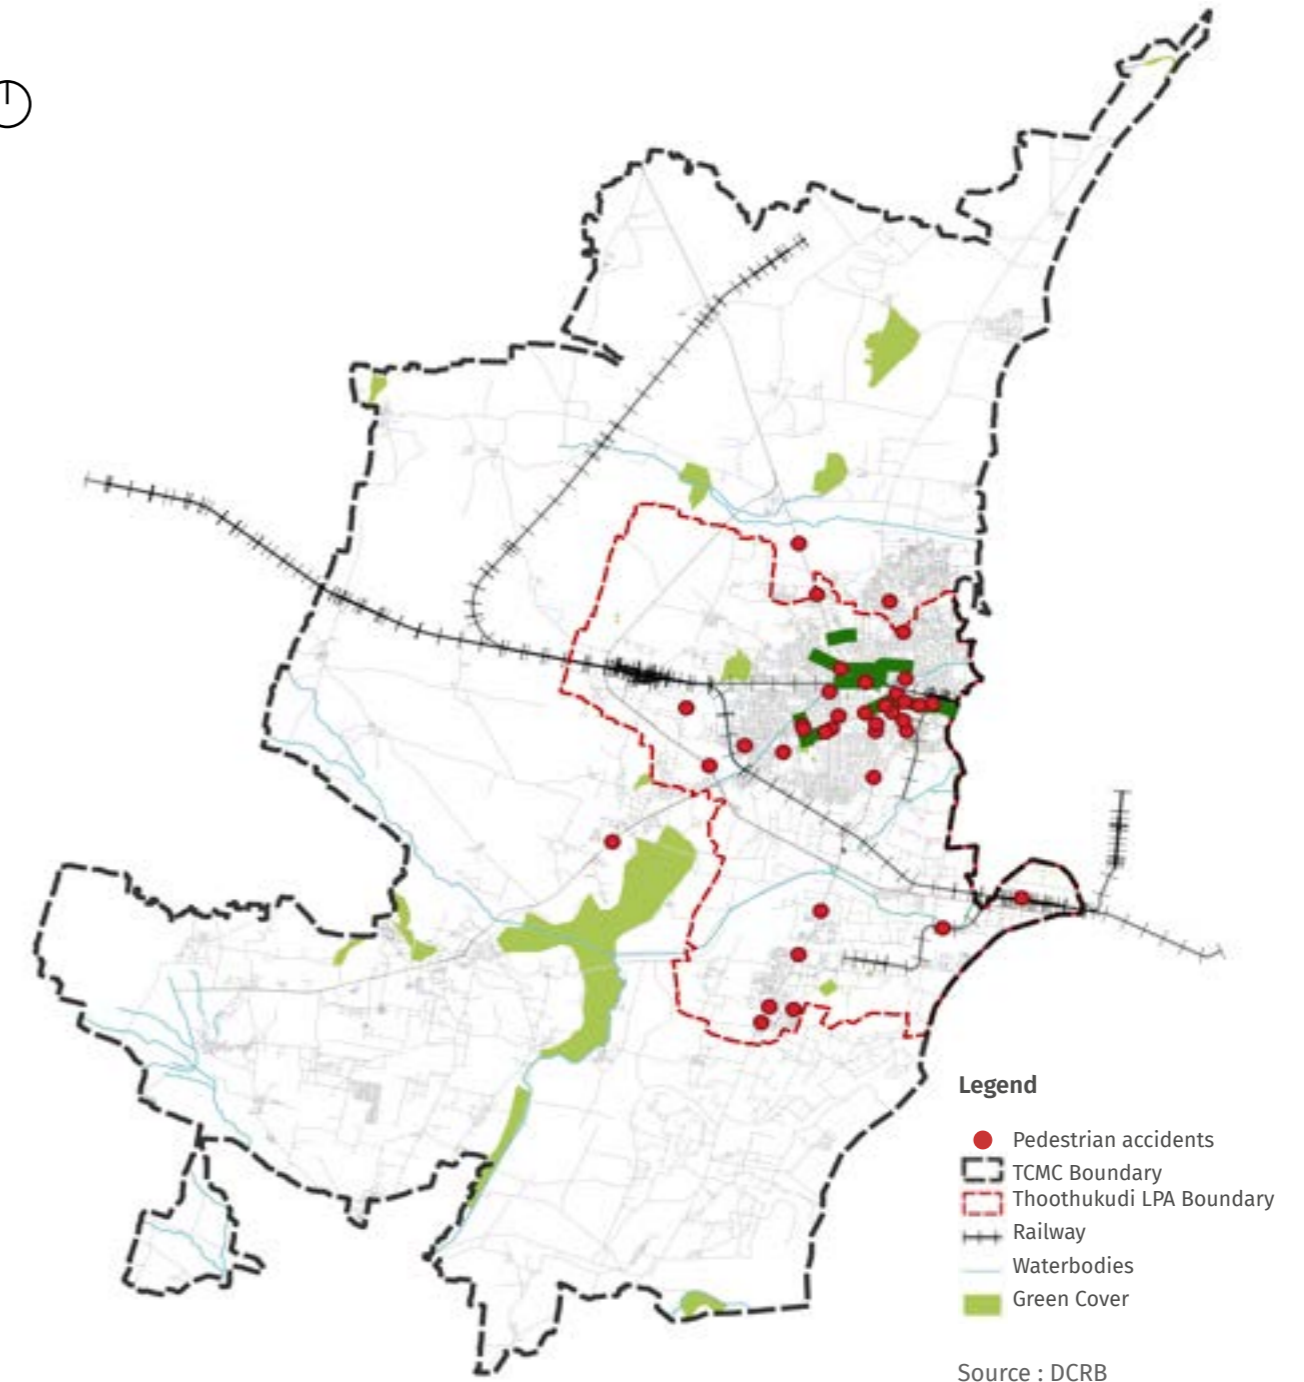 Legend
Pedestrian accidents
TCMC Boundary
Thoothukudi LPA Boundary
Railway
Waterbodies
Green Cover
Source : DCRB